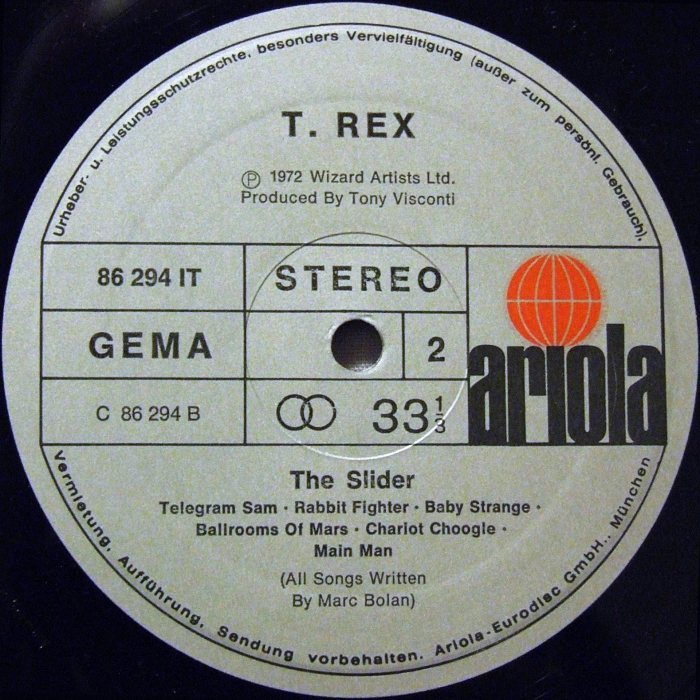 Urheber- u. Leistungsschutzrechte, besonders Vervielfältigung (außer zum persönl. Gebrauch),
T. REX
Ⓟ 1972 Wizard Artists Ltd.
Produced By Tony Visconti
86 294 IT
STEREO
GEMA
2
ariola
C 86 294 B
33 1/3
The Slider
Telegram Sam · Rabbit Fighter · Baby Strange ·
Ballrooms Of Mars · Chariot Choogle ·
Main Man
(All Songs Written
By Marc Bolan)
Vermietung, Aufführung, Sendung vorbehalten. Ariola-Eurodisc GmbH., München